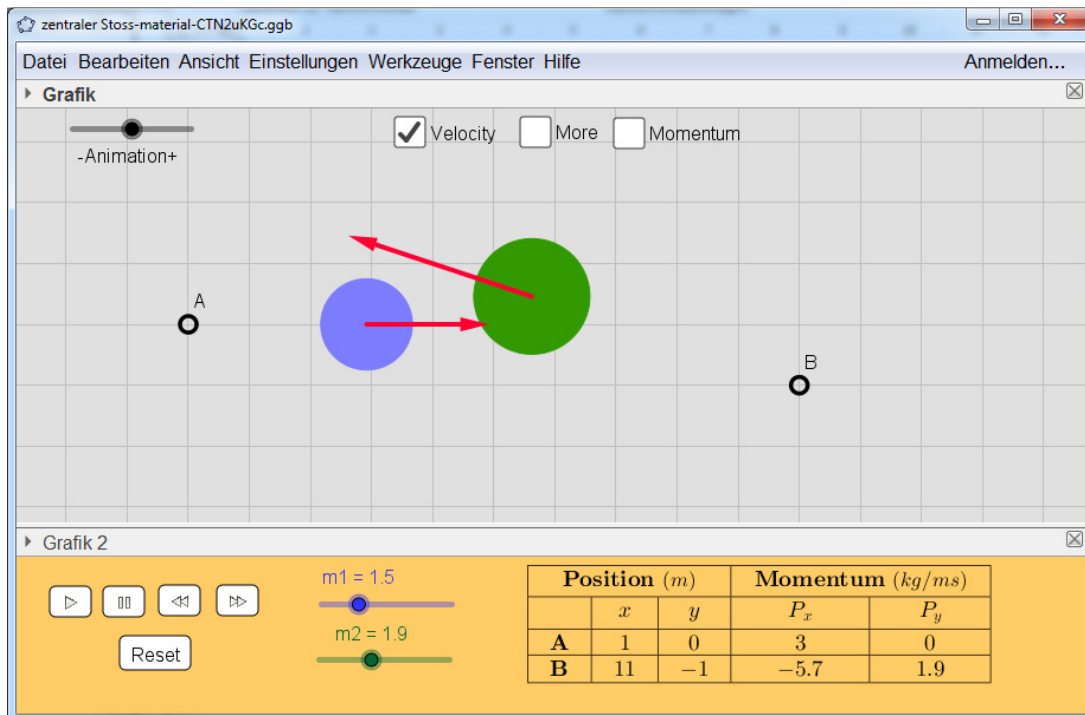 zentraler Stoss-material-CTN2uKGc.ggb
Datei Bearbeiten Ansicht Einstellungen Werkzeuge Fenster Hilfe Anmelden...
Grafik
Velocity More Momentum
-Animation+
A
B
Grafik 2
m1 = 1.5
m2 = 1.9
Reset
Position (m) Momentum (kg/ms)
x y P_x P_y
A 1 0 3 0
B 11 −1 −5.7 1.9